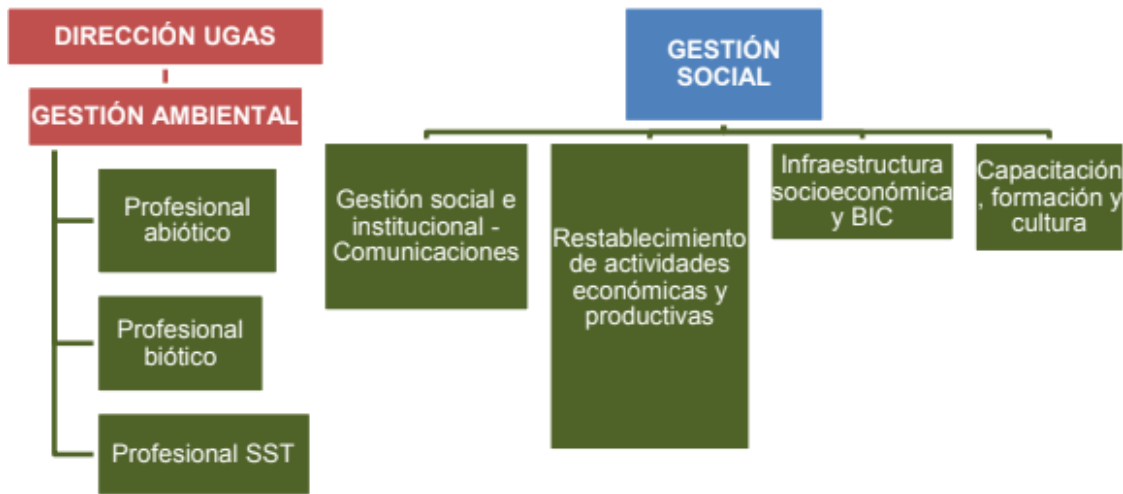 DIRECCIÓN UGAS
GESTIÓN AMBIENTAL
Profesional
abiótico
Profesional
biótico
Profesional SST
GESTIÓN
SOCIAL
Gestión social e
institucional -
Comunicaciones
Restablecimiento
de actividades
económicas y
productivas
Infraestructura
socioeconómica
y BIC
Capacitación
, formación y
cultura